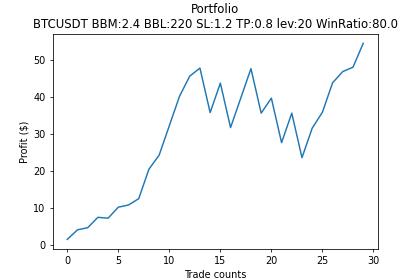 Portfolio
BTCUSDT BBM:2.4 BBL:220 SL:1.2 TP:0.8 lev:20 WinRatio:80.0
50
40
30
20
10
0
Profit ($)
0 5 10 15 20 25 30
Trade counts